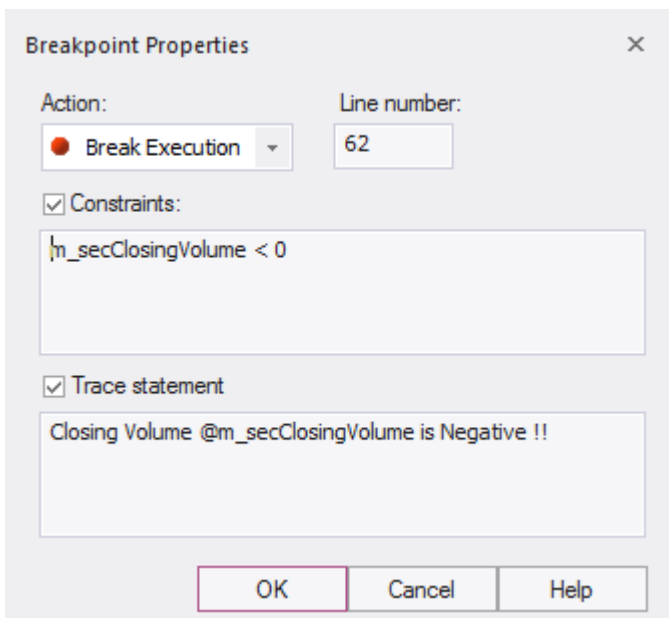 Breakpoint Properties
Action: Line number:
Break Execution 62
Constraints:
m_secClosingVolume < 0
Trace statement
Closing Volume @m_secClosingVolume is Negative !!
OK Cancel Help